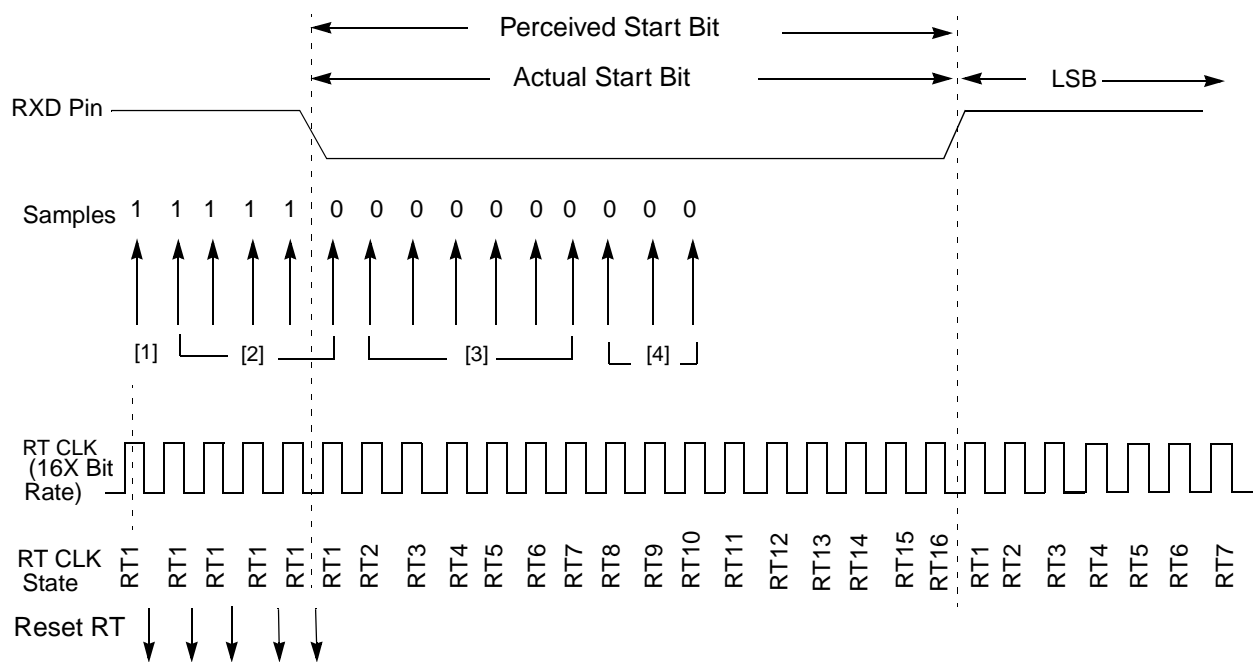 Perceived Start Bit
Actual Start Bit
LSB
RXD Pin
Samples 1 1 1 1 1 0 0 0 0 0 0 0 0 0 0
[1] [2] [3] [4]
RT CLK
(16X Bit
Rate)
RT CLK
State
RT1 RT1 RT1 RT1 RT1 RT1 RT2 RT3 RT4 RT5 RT6 RT7 RT8 RT9 RT10 RT11 RT12 RT13 RT14 RT15 RT16 RT1 RT2 RT3 RT4 RT5 RT6 RT7
Reset RT